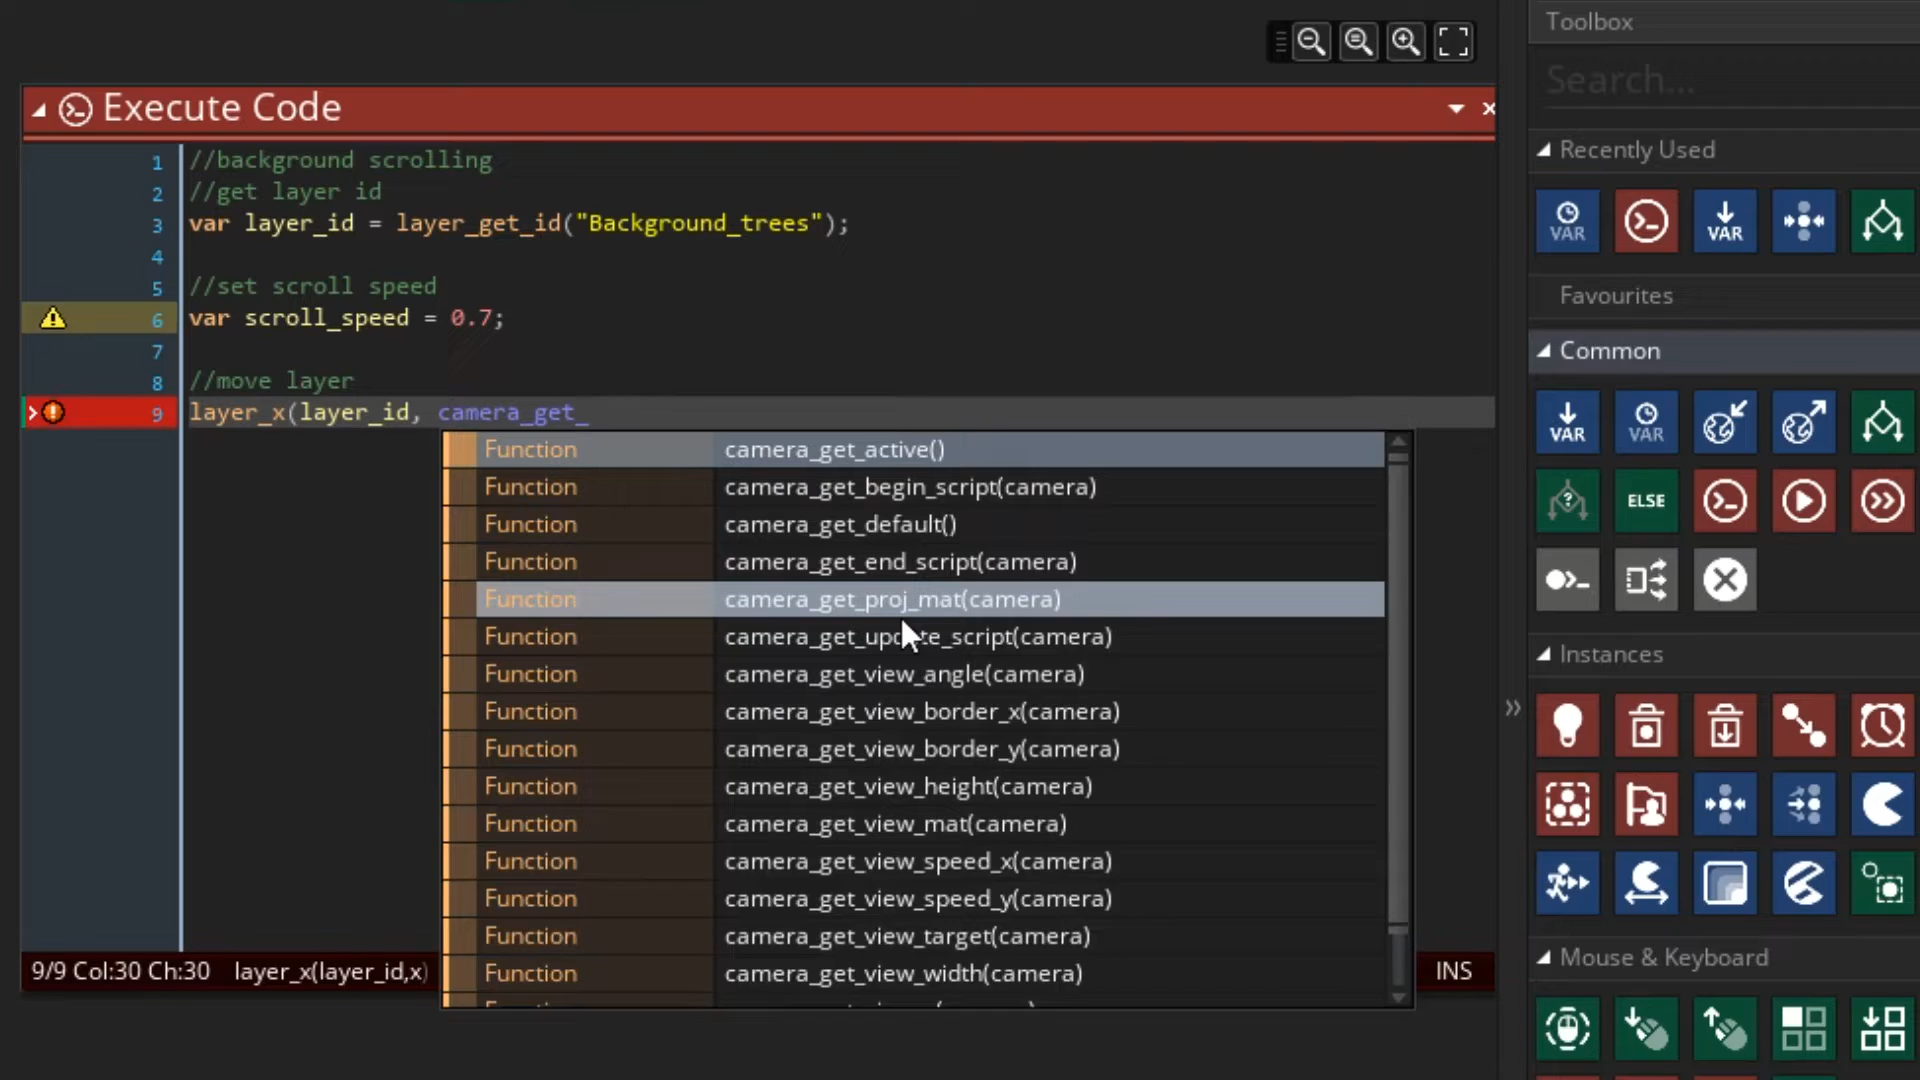 Toolbox
Search...
Execute Code
1 //background scrolling
2 //get layer id
3 var layer_id = layer_get_id("Background_trees");
4
5 //set scroll speed
6 var scroll_speed = 0.7;
7
8 //move layer
9 layer_x(layer_id, camera_get_
Function camera_get_active()
Function camera_get_begin_script(camera)
Function camera_get_default()
Function camera_get_end_script(camera)
Function camera_get_proj_mat(camera)
Function camera_get_update_script(camera)
Function camera_get_view_angle(camera)
Function camera_get_view_border_x(camera)
Function camera_get_view_border_y(camera)
Function camera_get_view_height(camera)
Function camera_get_view_mat(camera)
Function camera_get_view_speed_x(camera)
Function camera_get_view_speed_y(camera)
Function camera_get_view_target(camera)
Function camera_get_view_width(camera)
9/9 Col:30 Ch:30 layer_x(layer_id,x)
INS
Recently Used
VAR
VAR
Favourites
Common
VAR
VAR
ELSE
Instances
Mouse & Keyboard